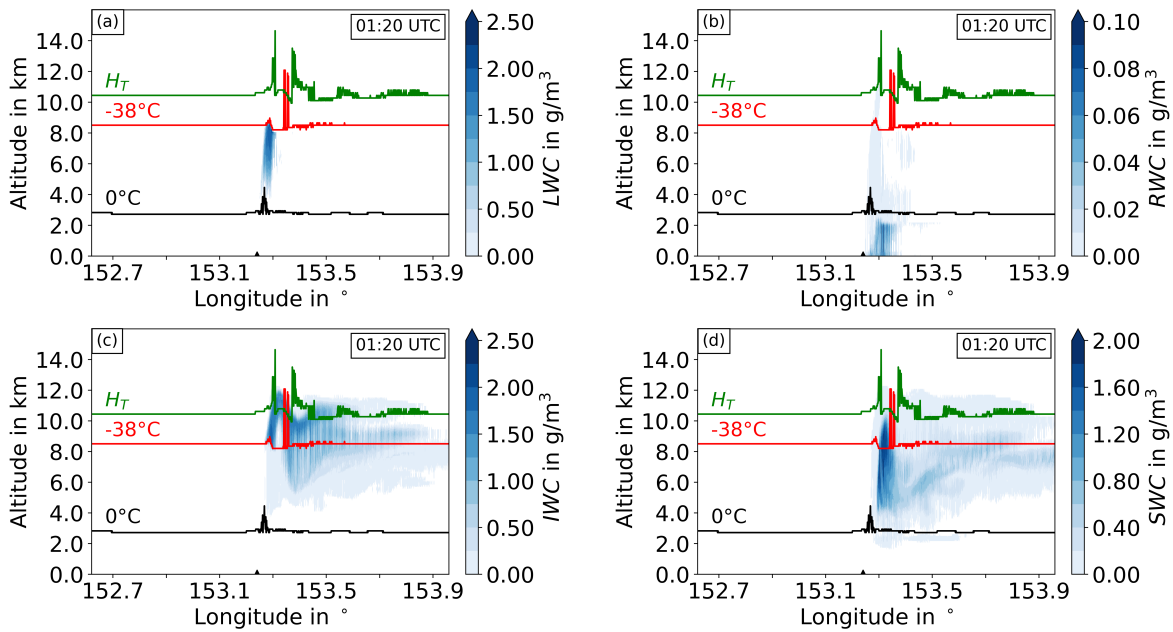 (a)
01:20 UTC
14.0
12.0
10.0
8.0
6.0
4.0
2.0
0.0
Altitude in km
H_T
-38°C
0°C
152.7 153.1 153.5 153.9
Longitude in °
2.50
2.00
1.50
1.00
0.50
0.00
LWC in g/m³
(b)
01:20 UTC
14.0
12.0
10.0
8.0
6.0
4.0
2.0
0.0
Altitude in km
H_T
-38°C
0°C
152.7 153.1 153.5 153.9
Longitude in °
0.10
0.08
0.06
0.04
0.02
0.00
RWC in g/m³
(c)
01:20 UTC
14.0
12.0
10.0
8.0
6.0
4.0
2.0
0.0
Altitude in km
H_T
-38°C
0°C
152.7 153.1 153.5 153.9
Longitude in °
2.50
2.00
1.50
1.00
0.50
0.00
IWC in g/m³
(d)
01:20 UTC
14.0
12.0
10.0
8.0
6.0
4.0
2.0
0.0
Altitude in km
H_T
-38°C
0°C
152.7 153.1 153.5 153.9
Longitude in °
2.00
1.60
1.20
0.80
0.40
0.00
SWC in g/m³